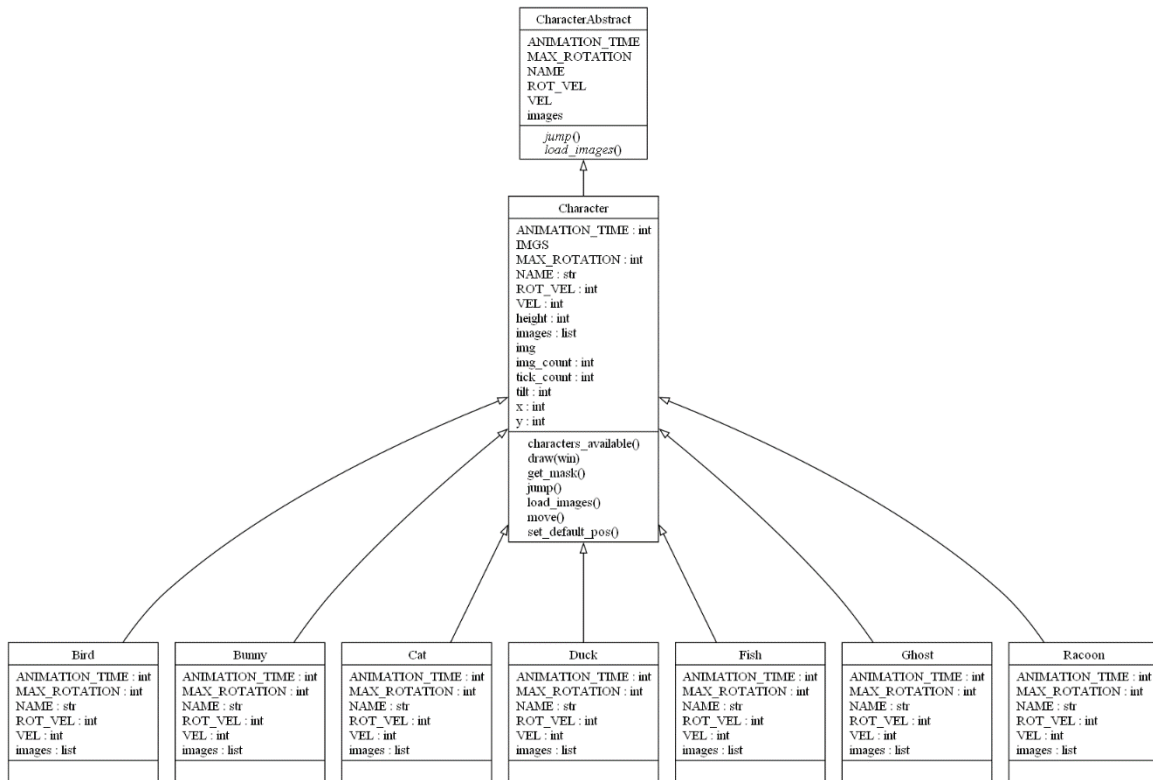 CharacterAbstract
ANIMATION_TIME
MAX_ROTATION
NAME
ROT_VEL
VEL
images
jump()
load_images()
Character
ANIMATION_TIME : int
IMGS
MAX_ROTATION : int
NAME : str
ROT_VEL : int
VEL : int
height : int
images : list
img
img_count : int
tick_count : int
tilt : int
x : int
y : int
characters_available()
draw(win)
get_mask()
jump()
load_images()
move()
set_default_pos()
Bird
ANIMATION_TIME : int
MAX_ROTATION : int
NAME : str
ROT_VEL : int
VEL : int
images : list
Bunny
ANIMATION_TIME : int
MAX_ROTATION : int
NAME : str
ROT_VEL : int
VEL : int
images : list
Cat
ANIMATION_TIME : int
MAX_ROTATION : int
NAME : str
ROT_VEL : int
VEL : int
images : list
Duck
ANIMATION_TIME : int
MAX_ROTATION : int
NAME : str
ROT_VEL : int
VEL : int
images : list
Fish
ANIMATION_TIME : int
MAX_ROTATION : int
NAME : str
ROT_VEL : int
VEL : int
images : list
Ghost
ANIMATION_TIME : int
MAX_ROTATION : int
NAME : str
ROT_VEL : int
VEL : int
images : list
Racoon
ANIMATION_TIME : int
MAX_ROTATION : int
NAME : str
ROT_VEL : int
VEL : int
images : list